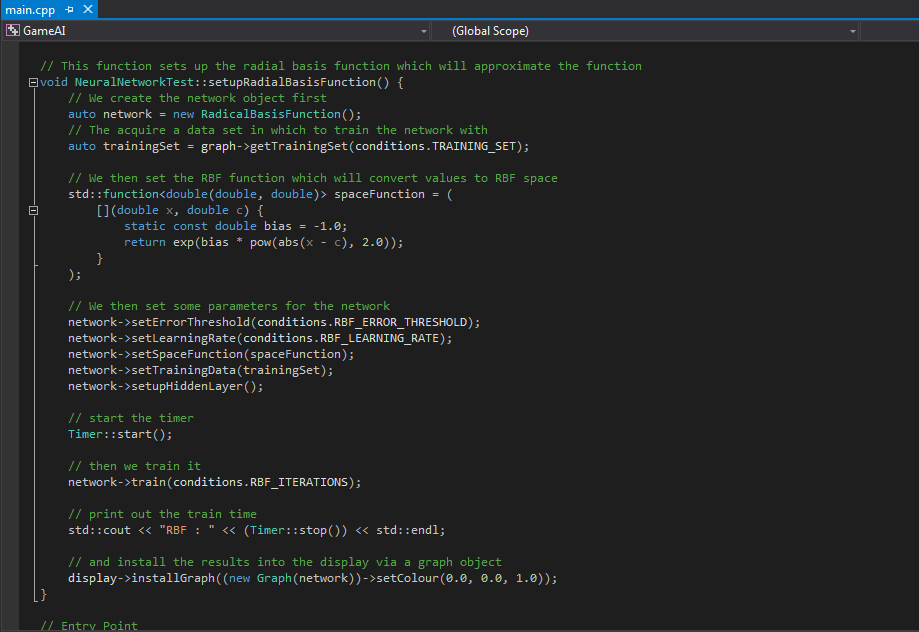 main.cpp
GameAI (Global Scope)
// This function sets up the radial basis function which will approximate the function
void NeuralNetworkTest::setupRadialBasisFunction() {
// We create the network object first
auto network = new RadicalBasisFunction();
// The acquire a data set in which to train the network with
auto trainingSet = graph->getTrainingSet(conditions.TRAINING_SET);
// We then set the RBF function which will convert values to RBF space
std::function<double(double, double)> spaceFunction = (
[](double x, double c) {
static const double bias = -1.0;
return exp(bias * pow(abs(x - c), 2.0));
}
);
// We then set some parameters for the network
network->setErrorThreshold(conditions.RBF_ERROR_THRESHOLD);
network->setLearningRate(conditions.RBF_LEARNING_RATE);
network->setSpaceFunction(spaceFunction);
network->setTrainingData(trainingSet);
network->setupHiddenLayer();
// start the timer
Timer::start();
// then we train it
network->train(conditions.RBF_ITERATIONS);
// print out the train time
std::cout << "RBF : " << (Timer::stop()) << std::endl;
// and install the results into the display via a graph object
display->installGraph((new Graph(network))->setColour(0.0, 0.0, 1.0));
}
// Entry Point